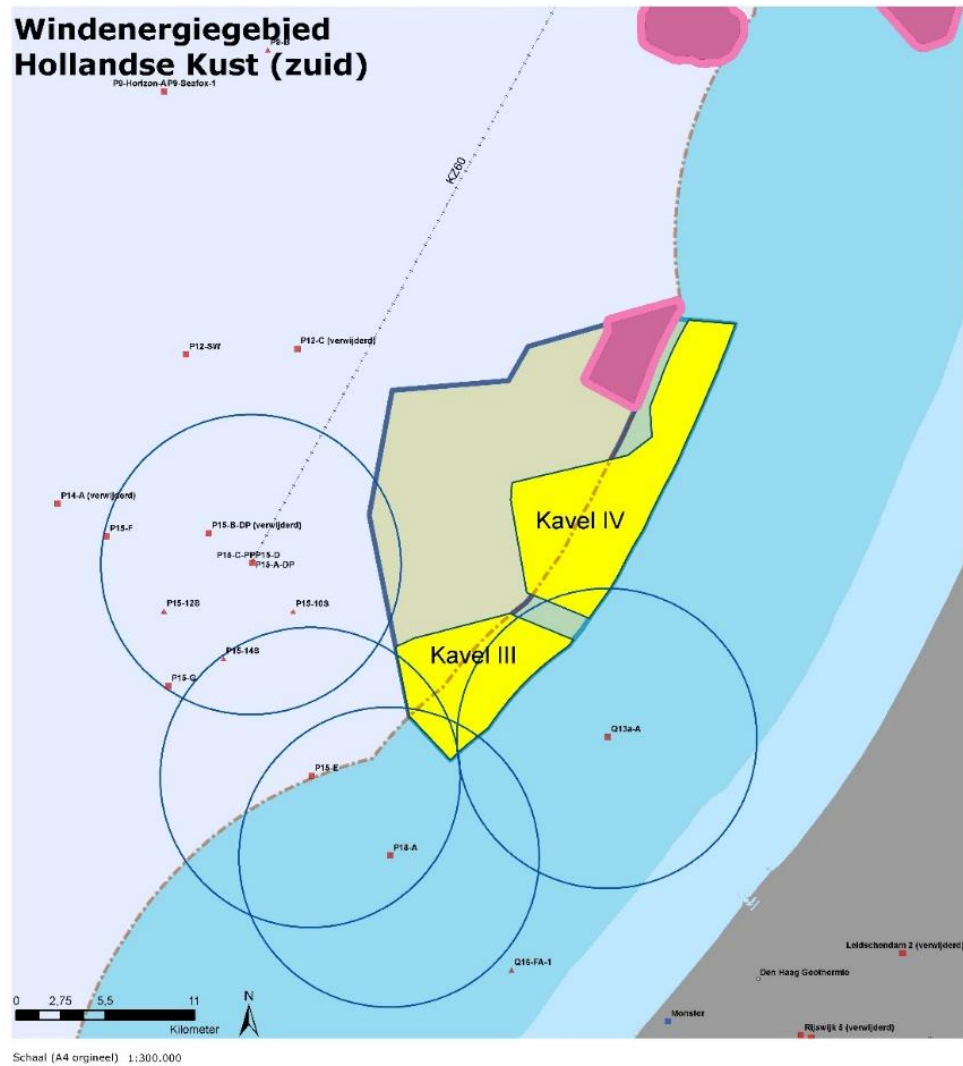 Windenergiegebied
P9-B
Hollandse Kust (zuid)
P9-Horizon-AP9-Seafox-1
KZ60
P12-SW
P12-C (verwijderd)
P14-A (verwijderd)
P15-F
P15-B-DP (verwijderd)
P15-D
P15-A-DP
Kavel IV
P15-12S
P15-10S
P15-14S
Kavel III
P15-G
Q13a-A
P15-E
P18-A
Leidschendam 2 (verwijderd)
Q16-FA-1
Den Haag Geothermie
0 2,75 5,5 11
N
Kilometer
Monster
Rijswijk 5 (verwijderd)
Schaal (A4 orgineel) 1:300.000